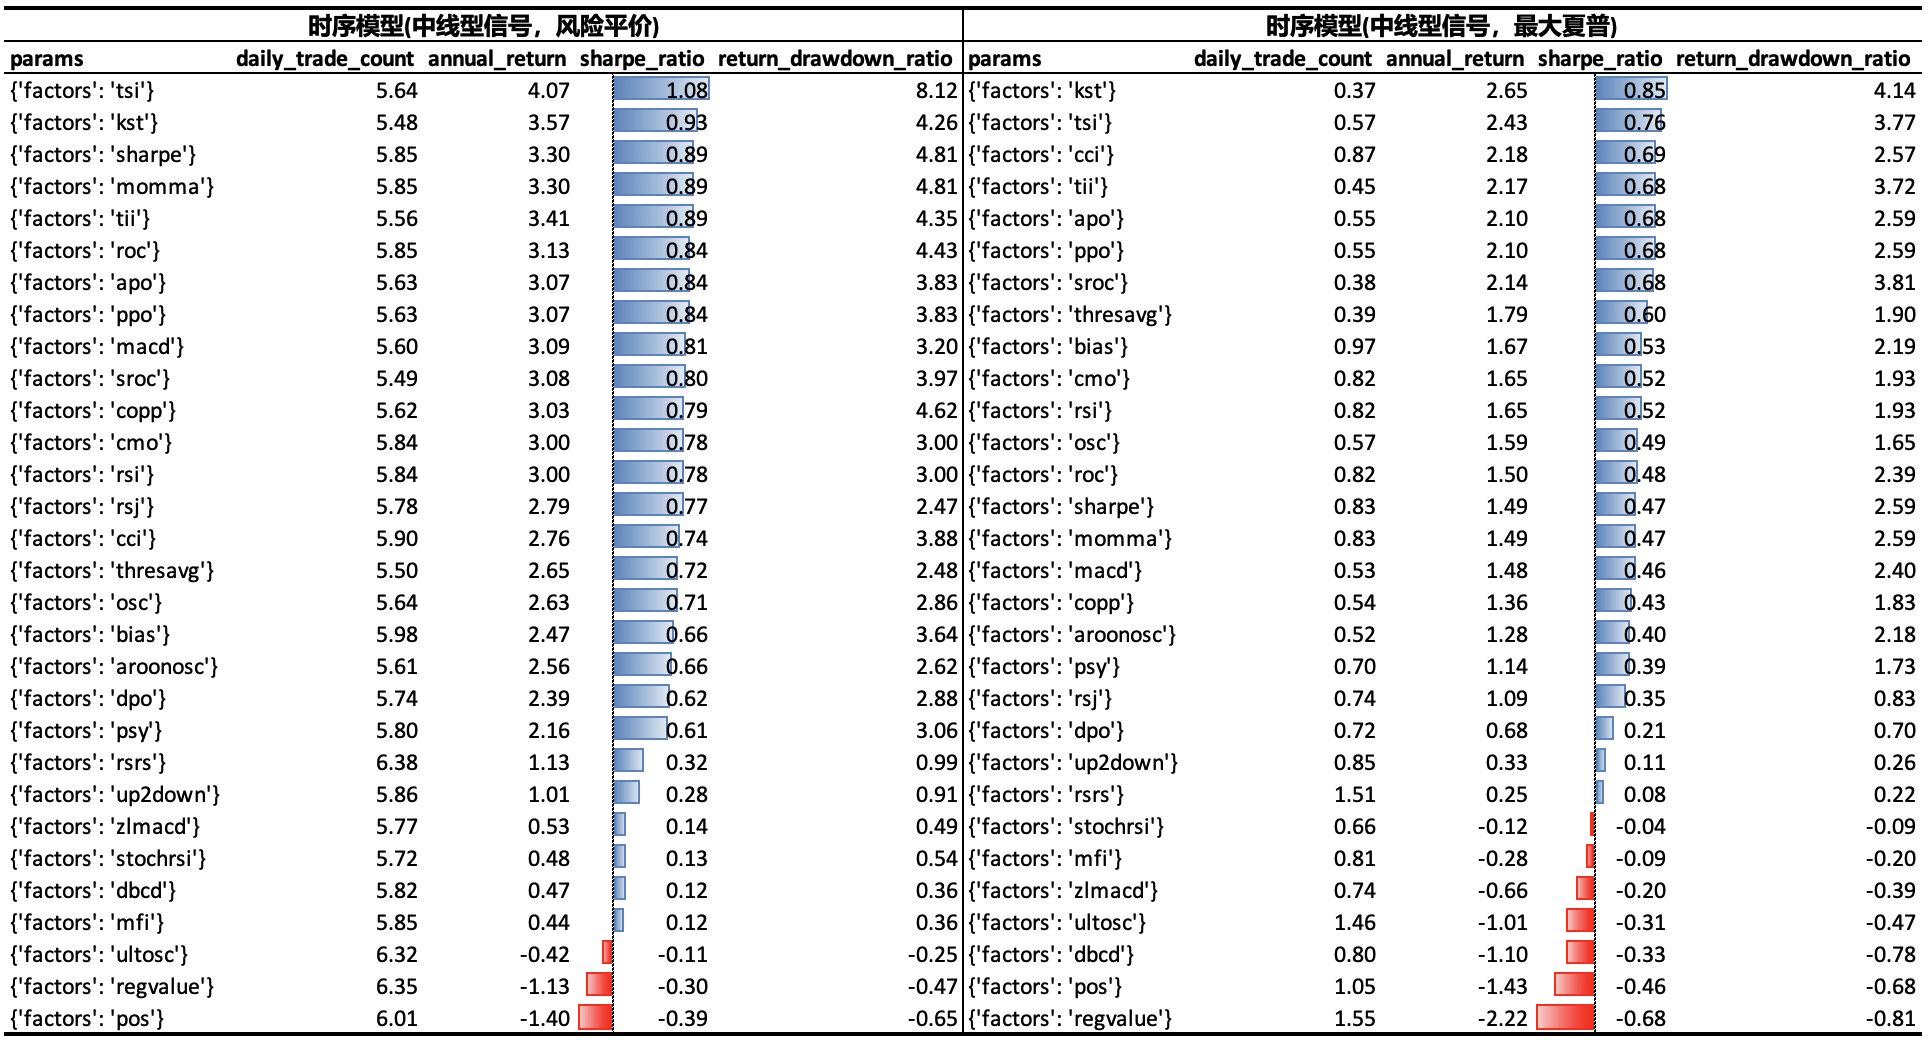 时序模型(中线型信号，风险平价) 时序模型(中线型信号，最大夏普)
params daily_trade_count annual_return sharpe_ratio return_drawdown_ratio params daily_trade_count annual_return sharpe_ratio return_drawdown_ratio
{'factors': 'tsi'} 5.64 4.07 1.08 8.12 {'factors': 'kst'} 0.37 2.65 0.85 4.14
{'factors': 'kst'} 5.48 3.57 0.93 4.26 {'factors': 'tsi'} 0.57 2.43 0.76 3.77
{'factors': 'sharpe'} 5.85 3.30 0.89 4.81 {'factors': 'cci'} 0.87 2.18 0.69 2.57
{'factors': 'momma'} 5.85 3.30 0.89 4.81 {'factors': 'tii'} 0.45 2.17 0.68 3.72
{'factors': 'tii'} 5.56 3.41 0.89 4.35 {'factors': 'apo'} 0.55 2.10 0.68 2.59
{'factors': 'roc'} 5.85 3.13 0.84 4.43 {'factors': 'ppo'} 0.55 2.10 0.68 2.59
{'factors': 'apo'} 5.63 3.07 0.84 3.83 {'factors': 'sroc'} 0.38 2.14 0.68 3.81
{'factors': 'ppo'} 5.63 3.07 0.84 3.83 {'factors': 'thresavg'} 0.39 1.79 0.60 1.90
{'factors': 'macd'} 5.60 3.09 0.81 3.20 {'factors': 'bias'} 0.97 1.67 0.53 2.19
{'factors': 'sroc'} 5.49 3.08 0.80 3.97 {'factors': 'cmo'} 0.82 1.65 0.52 1.93
{'factors': 'copp'} 5.62 3.03 0.79 4.62 {'factors': 'rsi'} 0.82 1.65 0.52 1.93
{'factors': 'cmo'} 5.84 3.00 0.78 3.00 {'factors': 'osc'} 0.57 1.59 0.49 1.65
{'factors': 'rsi'} 5.84 3.00 0.78 3.00 {'factors': 'roc'} 0.82 1.50 0.48 2.39
{'factors': 'rsj'} 5.78 2.79 0.77 2.47 {'factors': 'sharpe'} 0.83 1.49 0.47 2.59
{'factors': 'cci'} 5.90 2.76 0.74 3.88 {'factors': 'momma'} 0.83 1.49 0.47 2.59
{'factors': 'thresavg'} 5.50 2.65 0.72 2.48 {'factors': 'macd'} 0.53 1.48 0.46 2.40
{'factors': 'osc'} 5.64 2.63 0.71 2.86 {'factors': 'copp'} 0.54 1.36 0.43 1.83
{'factors': 'bias'} 5.98 2.47 0.66 3.64 {'factors': 'aroonosc'} 0.52 1.28 0.40 2.18
{'factors': 'aroonosc'} 5.61 2.56 0.66 2.62 {'factors': 'psy'} 0.70 1.14 0.39 1.73
{'factors': 'dpo'} 5.74 2.39 0.62 2.88 {'factors': 'rsj'} 0.74 1.09 0.35 0.83
{'factors': 'psy'} 5.80 2.16 0.61 3.06 {'factors': 'dpo'} 0.72 0.68 0.21 0.70
{'factors': 'rsrs'} 6.38 1.13 0.32 0.99 {'factors': 'up2down'} 0.85 0.33 0.11 0.26
{'factors': 'up2down'} 5.86 1.01 0.28 0.91 {'factors': 'rsrs'} 1.51 0.25 0.08 0.22
{'factors': 'zlmacd'} 5.77 0.53 0.14 0.49 {'factors': 'stochrsi'} 0.66 -0.12 -0.04 -0.09
{'factors': 'stochrsi'} 5.72 0.48 0.13 0.54 {'factors': 'mfi'} 0.81 -0.28 -0.09 -0.20
{'factors': 'dbcd'} 5.82 0.47 0.12 0.36 {'factors': 'zlmacd'} 0.74 -0.66 -0.20 -0.39
{'factors': 'mfi'} 5.85 0.44 0.12 0.36 {'factors': 'ultosc'} 1.46 -1.01 -0.31 -0.47
{'factors': 'ultosc'} 6.32 -0.42 -0.11 -0.25 {'factors': 'dbcd'} 0.80 -1.10 -0.33 -0.78
{'factors': 'regvalue'} 6.35 -1.13 -0.30 -0.47 {'factors': 'pos'} 1.05 -1.43 -0.46 -0.68
{'factors': 'pos'} 6.01 -1.40 -0.39 -0.65 {'factors': 'regvalue'} 1.55 -2.22 -0.68 -0.81